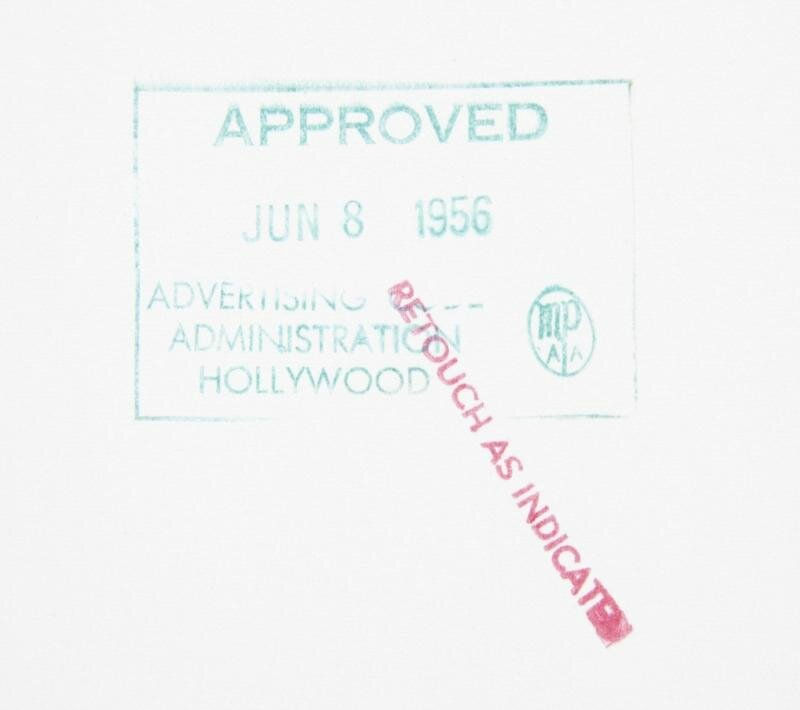 APPROVED
JUN 8 1956
ADVERTISING
ADMINISTRATION
HOLLYWOOD
MPAA
RETOUCH AS INDICATED